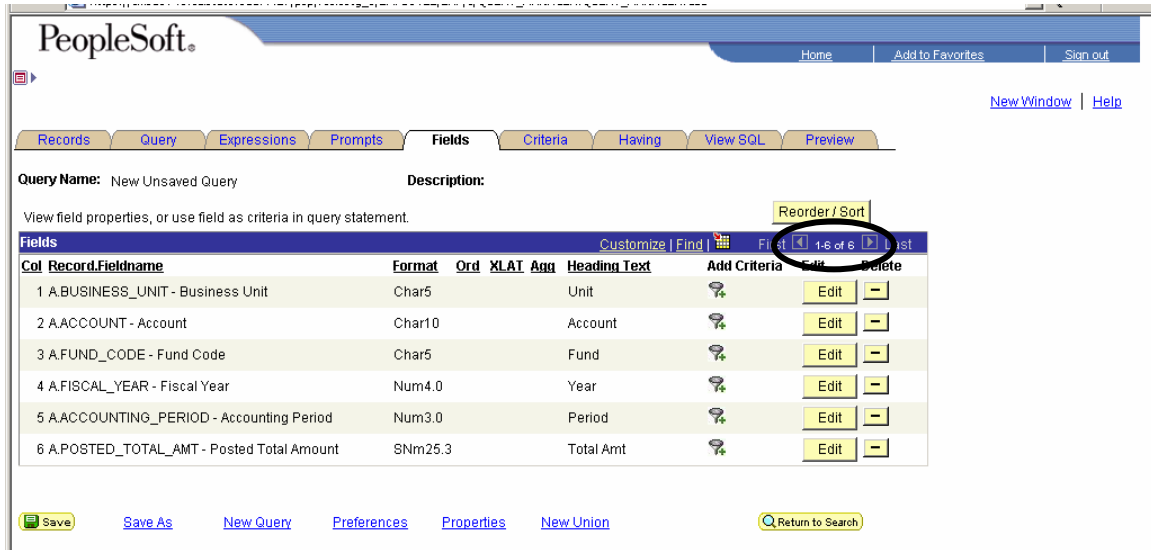 PeopleSoft®
Home Add to Favorites Sign out
New Window | Help
Records Query Expressions Prompts Fields Criteria Having View SQL Preview
Query Name: New Unsaved Query Description:
View field properties, or use field as criteria in query statement. Reorder / Sort
Fields Customize | Find | First 1-6 of 6 Last
Col Record.Fieldname Format Ord XLAT Agg Heading Text Add Criteria Edit Delete
1 A.BUSINESS_UNIT - Business Unit Char5 Unit Edit
2 A.ACCOUNT - Account Char10 Account Edit
3 A.FUND_CODE - Fund Code Char5 Fund Edit
4 A.FISCAL_YEAR - Fiscal Year Num4.0 Year Edit
5 A.ACCOUNTING_PERIOD - Accounting Period Num3.0 Period Edit
6 A.POSTED_TOTAL_AMT - Posted Total Amount SNm25.3 Total Amt Edit
Save Save As New Query Preferences Properties New Union Return to Search